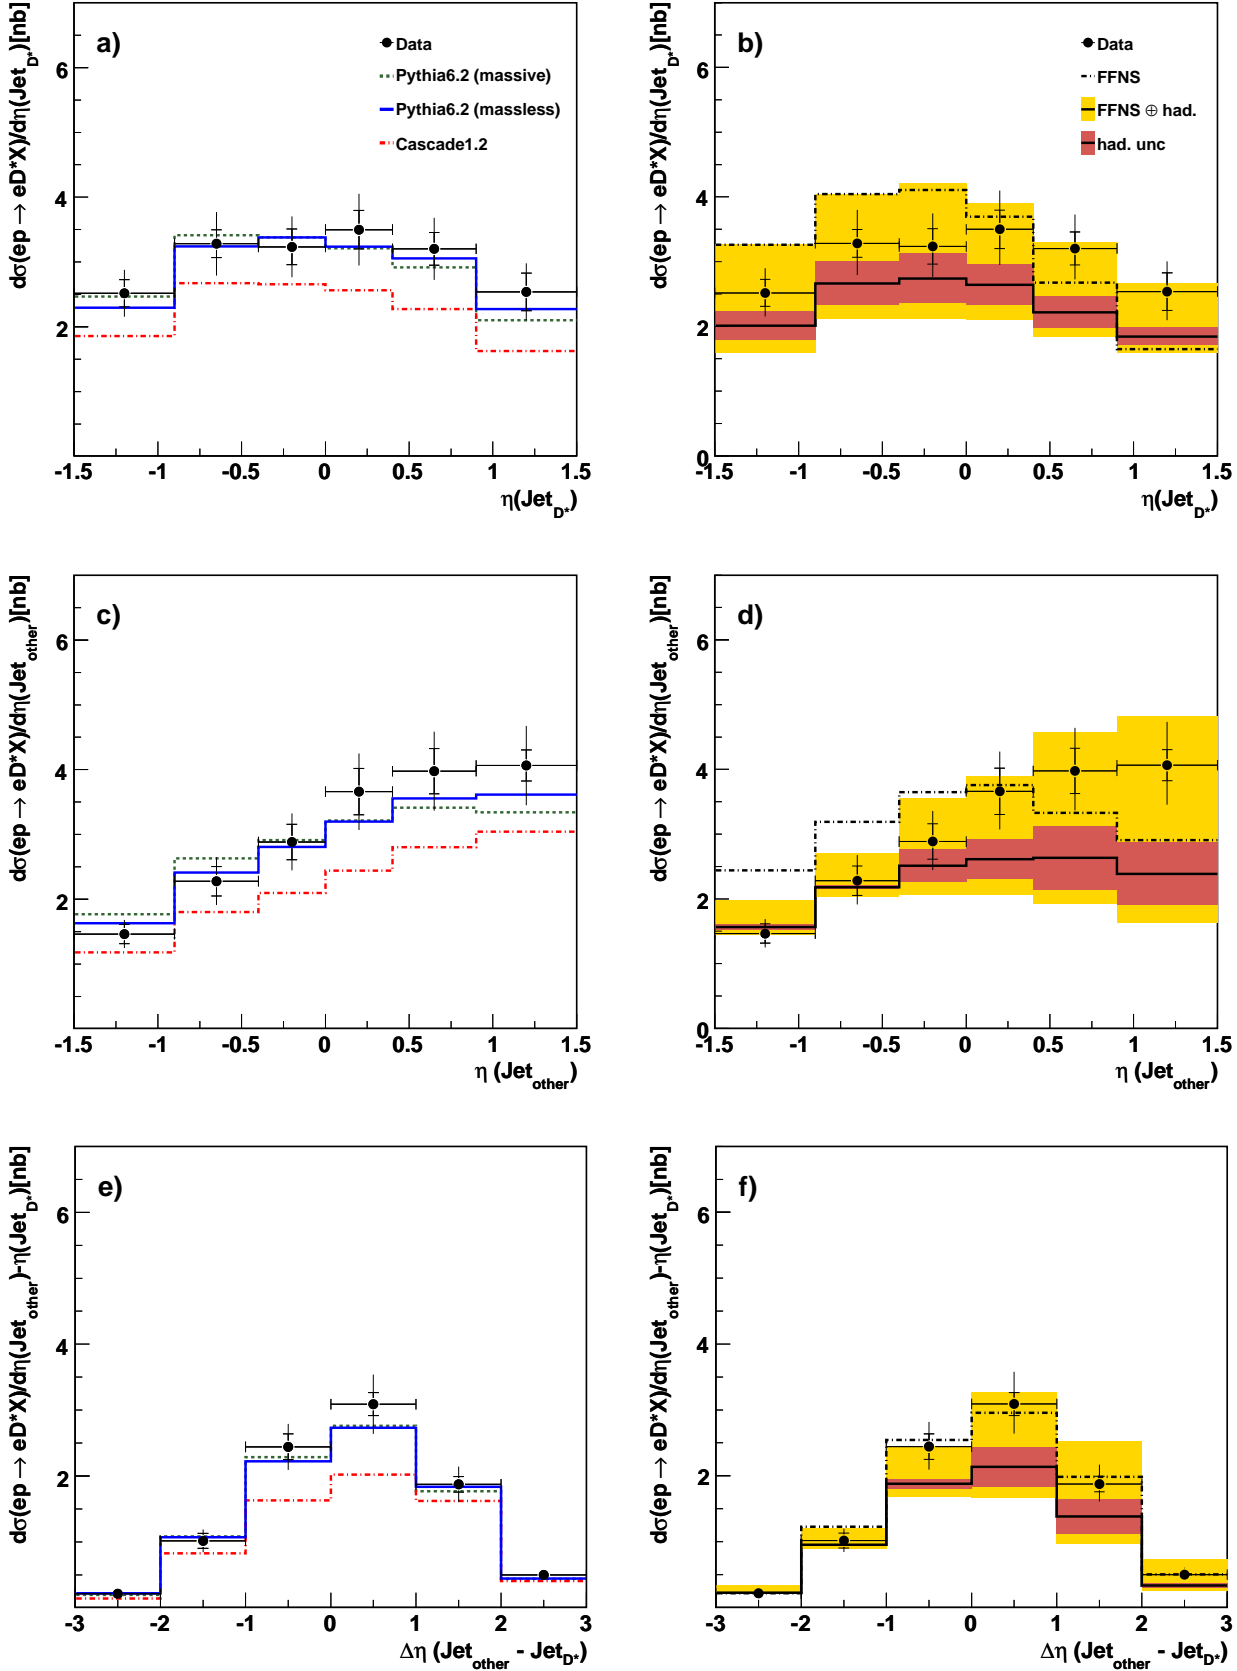 dσ(ep → eD*X)/dη(Jet_D*)[nb]
a)
Data
Pythia6.2 (massive)
Pythia6.2 (massless)
Cascade1.2
6
4
2
-1.5 -1 -0.5 0 0.5 1 1.5
η(Jet_D*)
dσ(ep → eD*X)/dη(Jet_D*)[nb]
b)
Data
FFNS
FFNS ⊕ had.
had. unc
6
4
2
0
-1.5 -1 -0.5 0 0.5 1 1.5
η(Jet_D*)
dσ(ep → eD*X)/dη(Jet_other)[nb]
c)
6
4
2
-1.5 -1 -0.5 0 0.5 1 1.5
η (Jet_other)
dσ(ep → eD*X)/dη(Jet_other)[nb]
d)
6
4
2
0
-1.5 -1 -0.5 0 0.5 1 1.5
η (Jet_other)
dσ(ep → eD*X)/dη(Jet_other)-η(Jet_D*)[nb]
e)
6
4
2
-3 -2 -1 0 1 2 3
Δη (Jet_other - Jet_D*)
dσ(ep → eD*X)/dη(Jet_other)-η(Jet_D*)[nb]
f)
6
4
2
-3 -2 -1 0 1 2 3
Δη (Jet_other - Jet_D*)